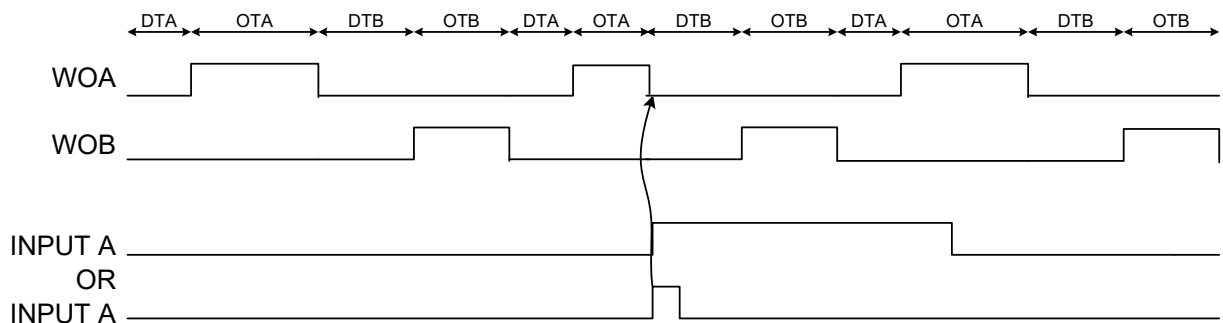 DTA OTA DTB OTB DTA OTA DTB OTB DTA OTA DTB OTB
WOA
WOB
INPUT A
OR
INPUT A